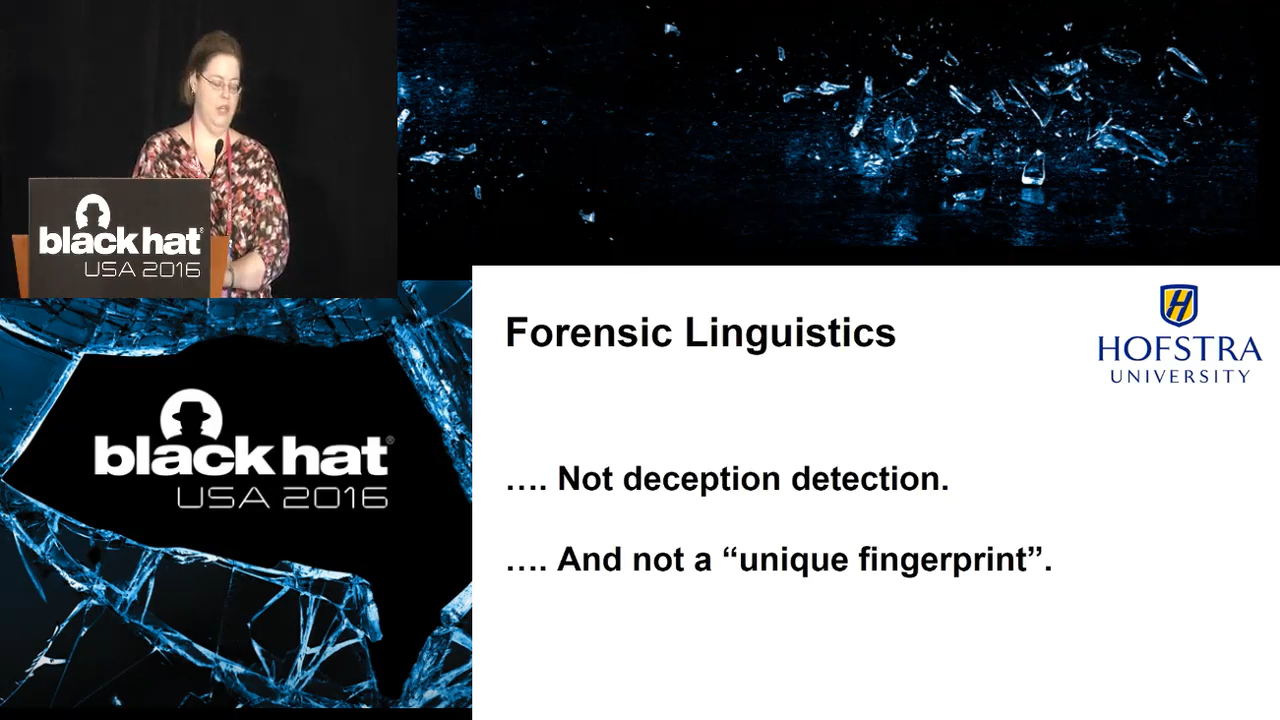 black hat®
USA 2016
Forensic Linguistics
HOFSTRA
UNIVERSITY
black hat®
USA 2016
…. Not deception detection.
…. And not a “unique fingerprint”.